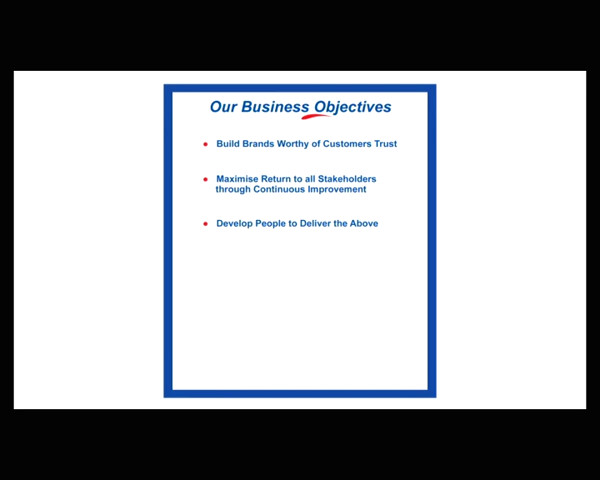 Our Business Objectives
• Build Brands Worthy of Customers Trust
• Maximise Return to all Stakeholders
through Continuous Improvement
• Develop People to Deliver the Above